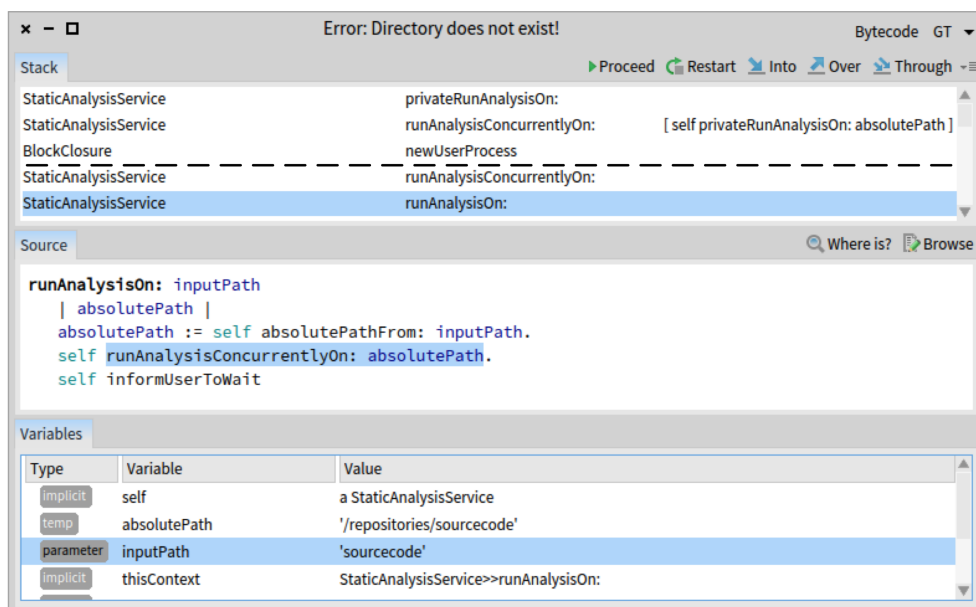 Error: Directory does not exist!
Bytecode GT
Stack
Proceed Restart Into Over Through
StaticAnalysisService privateRunAnalysisOn:
StaticAnalysisService runAnalysisConcurrentlyOn: [ self privateRunAnalysisOn: absolutePath ]
BlockClosure newUserProcess
StaticAnalysisService runAnalysisConcurrentlyOn:
StaticAnalysisService runAnalysisOn:
Source
Where is? Browse
runAnalysisOn: inputPath
| absolutePath |
absolutePath := self absolutePathFrom: inputPath.
self runAnalysisConcurrentlyOn: absolutePath.
self informUserToWait
Variables
Type Variable Value
implicit self a StaticAnalysisService
temp absolutePath '/repositories/sourcecode'
parameter inputPath 'sourcecode'
implicit thisContext StaticAnalysisService>>runAnalysisOn: